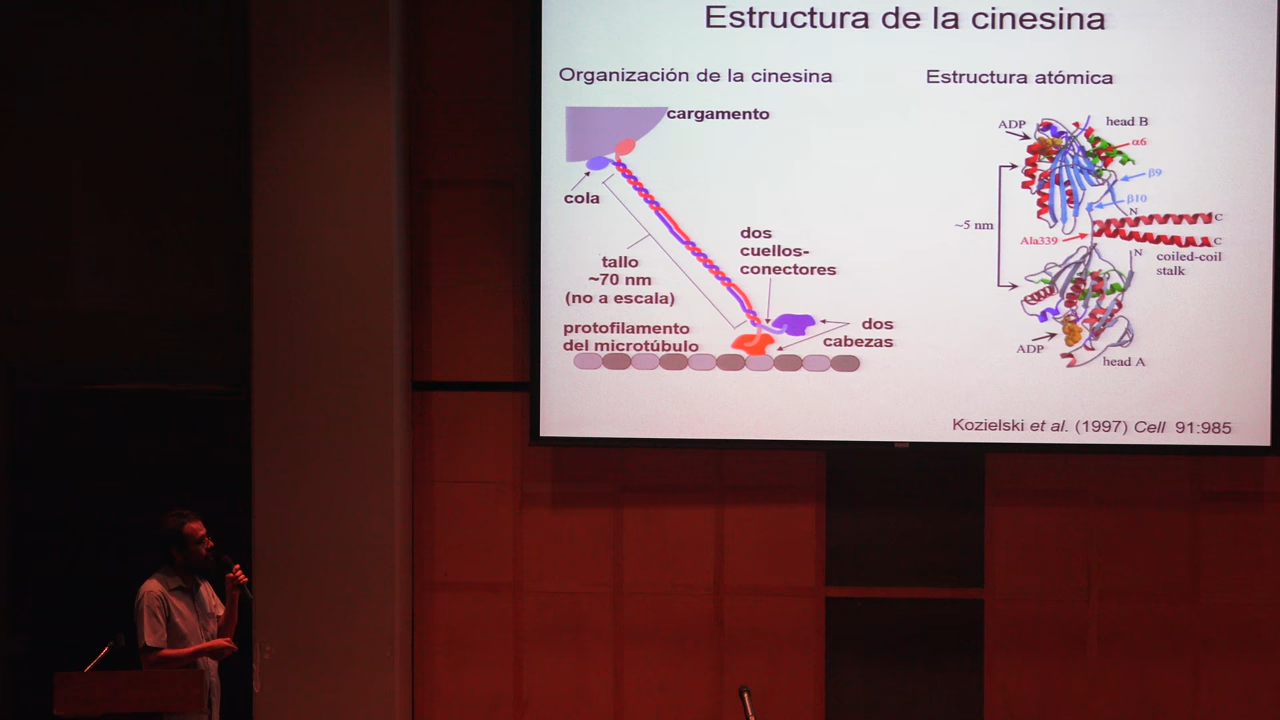 Estructura de la cinesina
Organización de la cinesina
cargamento
cola
tallo
~70 nm
(no a escala)
dos
cuellos-
conectores
protofilamento
del microtúbulo
dos
cabezas
Estructura atómica
ADP
head B
α6
β9
β10
N
C
~5 nm
Ala339
C
N
coiled-coil
stalk
ADP
head A
Kozielski et al. (1997) Cell 91:985